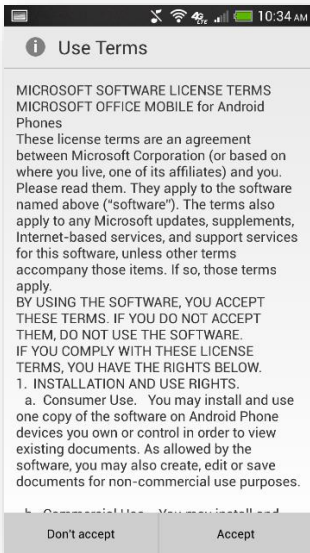 4G LTE 10:34 AM
Use Terms
MICROSOFT SOFTWARE LICENSE TERMS
MICROSOFT OFFICE MOBILE for Android
Phones
These license terms are an agreement
between Microsoft Corporation (or based on
where you live, one of its affiliates) and you.
Please read them. They apply to the software
named above (“software”). The terms also
apply to any Microsoft updates, supplements,
Internet-based services, and support services
for this software, unless other terms
accompany those items. If so, those terms
apply.
BY USING THE SOFTWARE, YOU ACCEPT
THESE TERMS. IF YOU DO NOT ACCEPT
THEM, DO NOT USE THE SOFTWARE.
IF YOU COMPLY WITH THESE LICENSE
TERMS, YOU HAVE THE RIGHTS BELOW.
1. INSTALLATION AND USE RIGHTS.
a. Consumer Use. You may install and use
one copy of the software on Android Phone
devices you own or control in order to view
existing documents. As allowed by the
software, you may also create, edit or save
documents for non-commercial use purposes.
b. Commercial Use. You may install and
Don't accept Accept